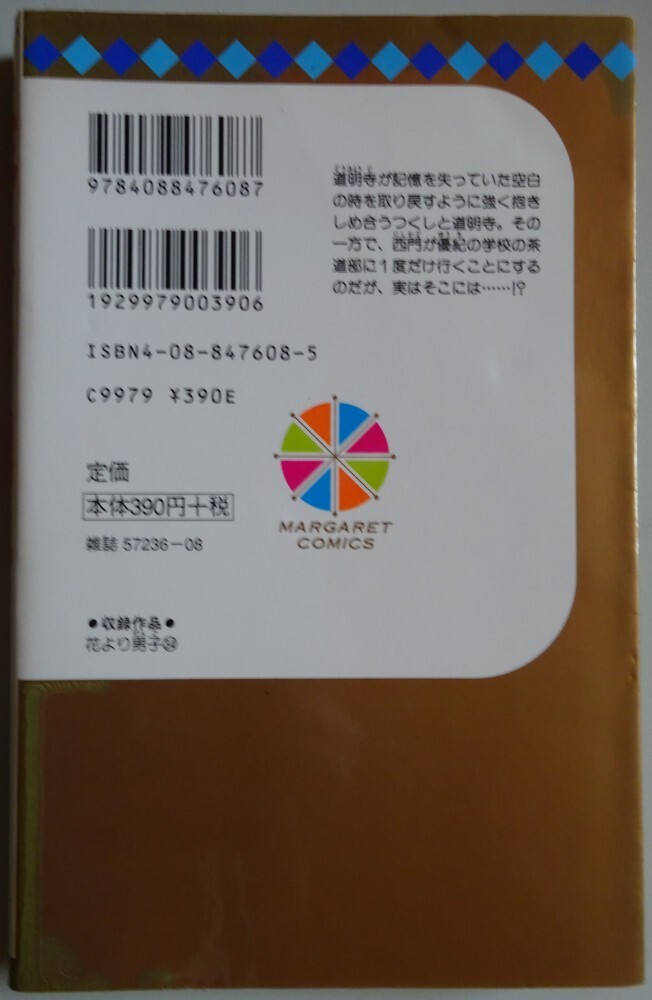 9784088476087
道明寺が記憶を失っていた空白
の時を取り戻すように強く抱き
しめ合うつくしと道明寺。その
一方で、西門が優紀の学校の茶
道部に1度だけ行くことにする
のだが、実はそこには……!?
1929979003906
ISBN4-08-847608-5
C9979 ¥390E
定価
本体390円+税
雑誌 57236-08
MARGARET
COMICS
●収録作品●
花より男子